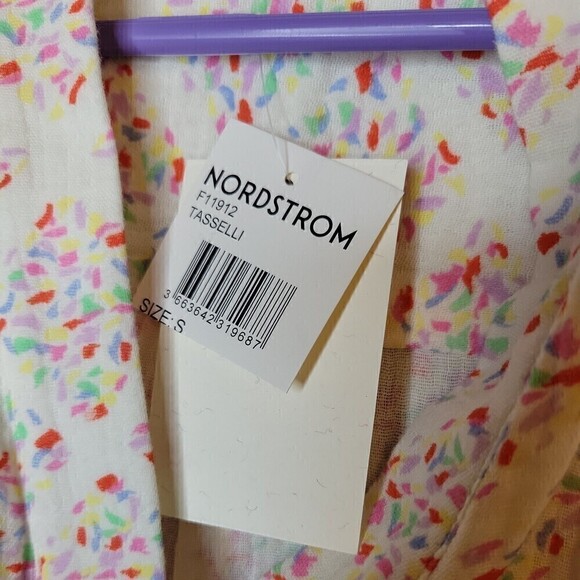 NORDSTROM
F11912
TASSELLI
3 663642 319687
SIZE: S